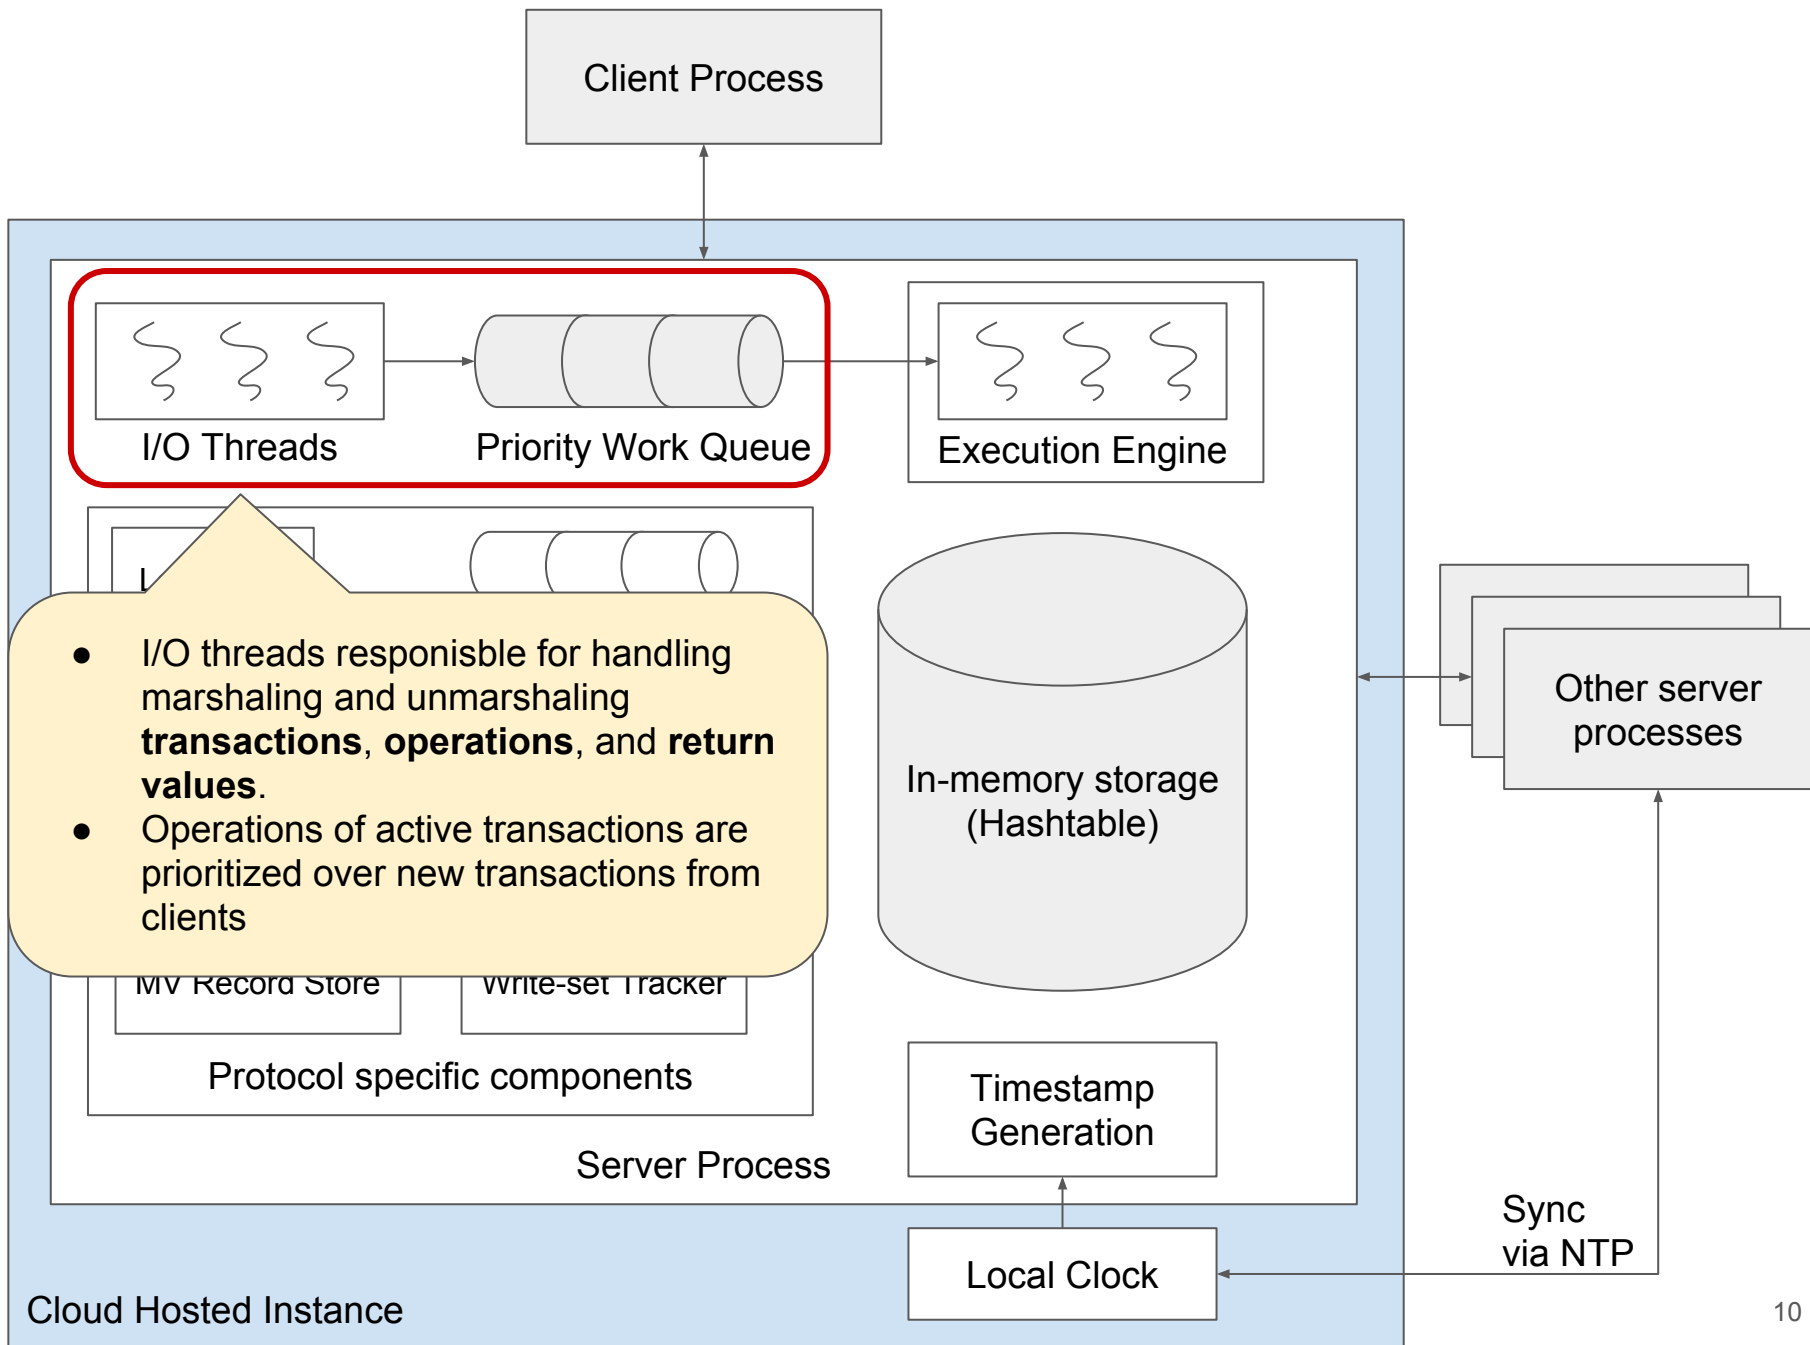 Client Process
I/O Threads
Priority Work Queue
Execution Engine
● I/O threads responisble for handling
marshaling and unmarshaling
transactions, operations, and return
values.
● Operations of active transactions are
prioritized over new transactions from
clients
In-memory storage
(Hashtable)
Other server
processes
MV Record Store
Write-set Tracker
Protocol specific components
Timestamp
Generation
Server Process
Sync
via NTP
Local Clock
Cloud Hosted Instance
10